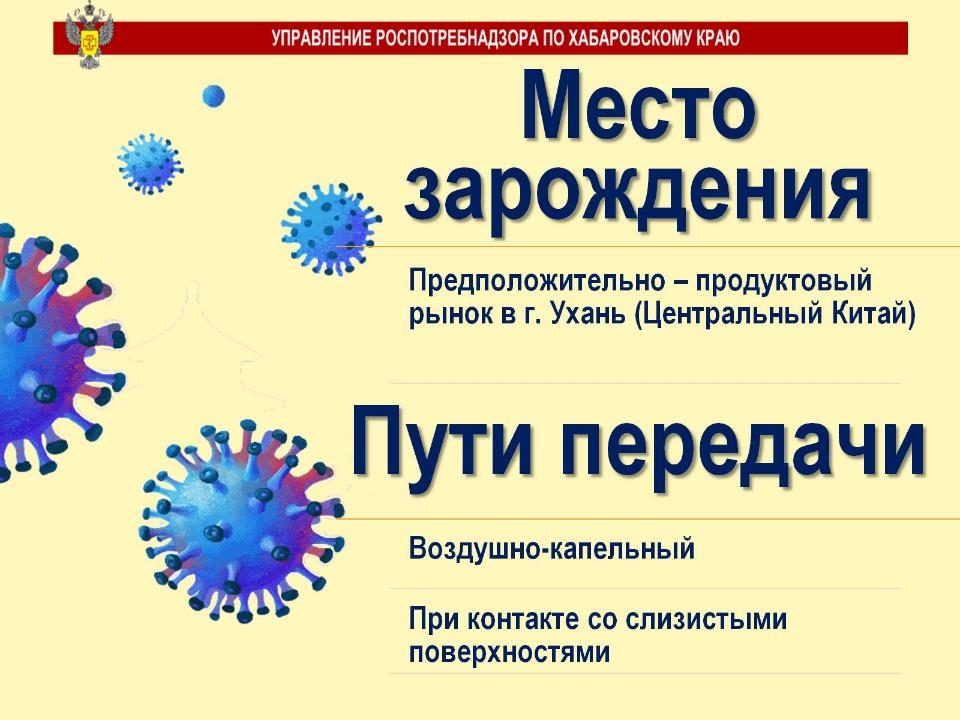 УПРАВЛЕНИЕ РОСПОТРЕБНАДЗОРА ПО ХАБАРОВСКОМУ КРАЮ
Место
зарождения
Предположительно – продуктовый
рынок в г. Ухань (Центральный Китай)
Пути передачи
Воздушно-капельный
При контакте со слизистыми
поверхностями